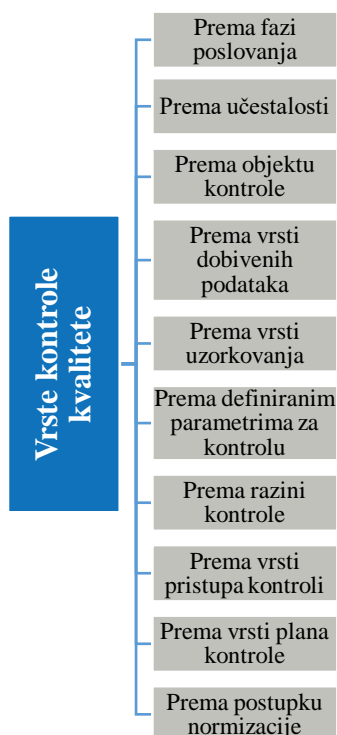 Vrste kontrole
kvalitete
Prema fazi
poslovanja
Prema učestalosti
Prema objektu
kontrole
Prema vrsti
dobivenih
podataka
Prema vrsti
uzorkovanja
Prema definiranim
parametrima za
kontrolu
Prema razini
kontrole
Prema vrsti
pristupa kontroli
Prema vrsti plana
kontrole
Prema postupku
normizacije